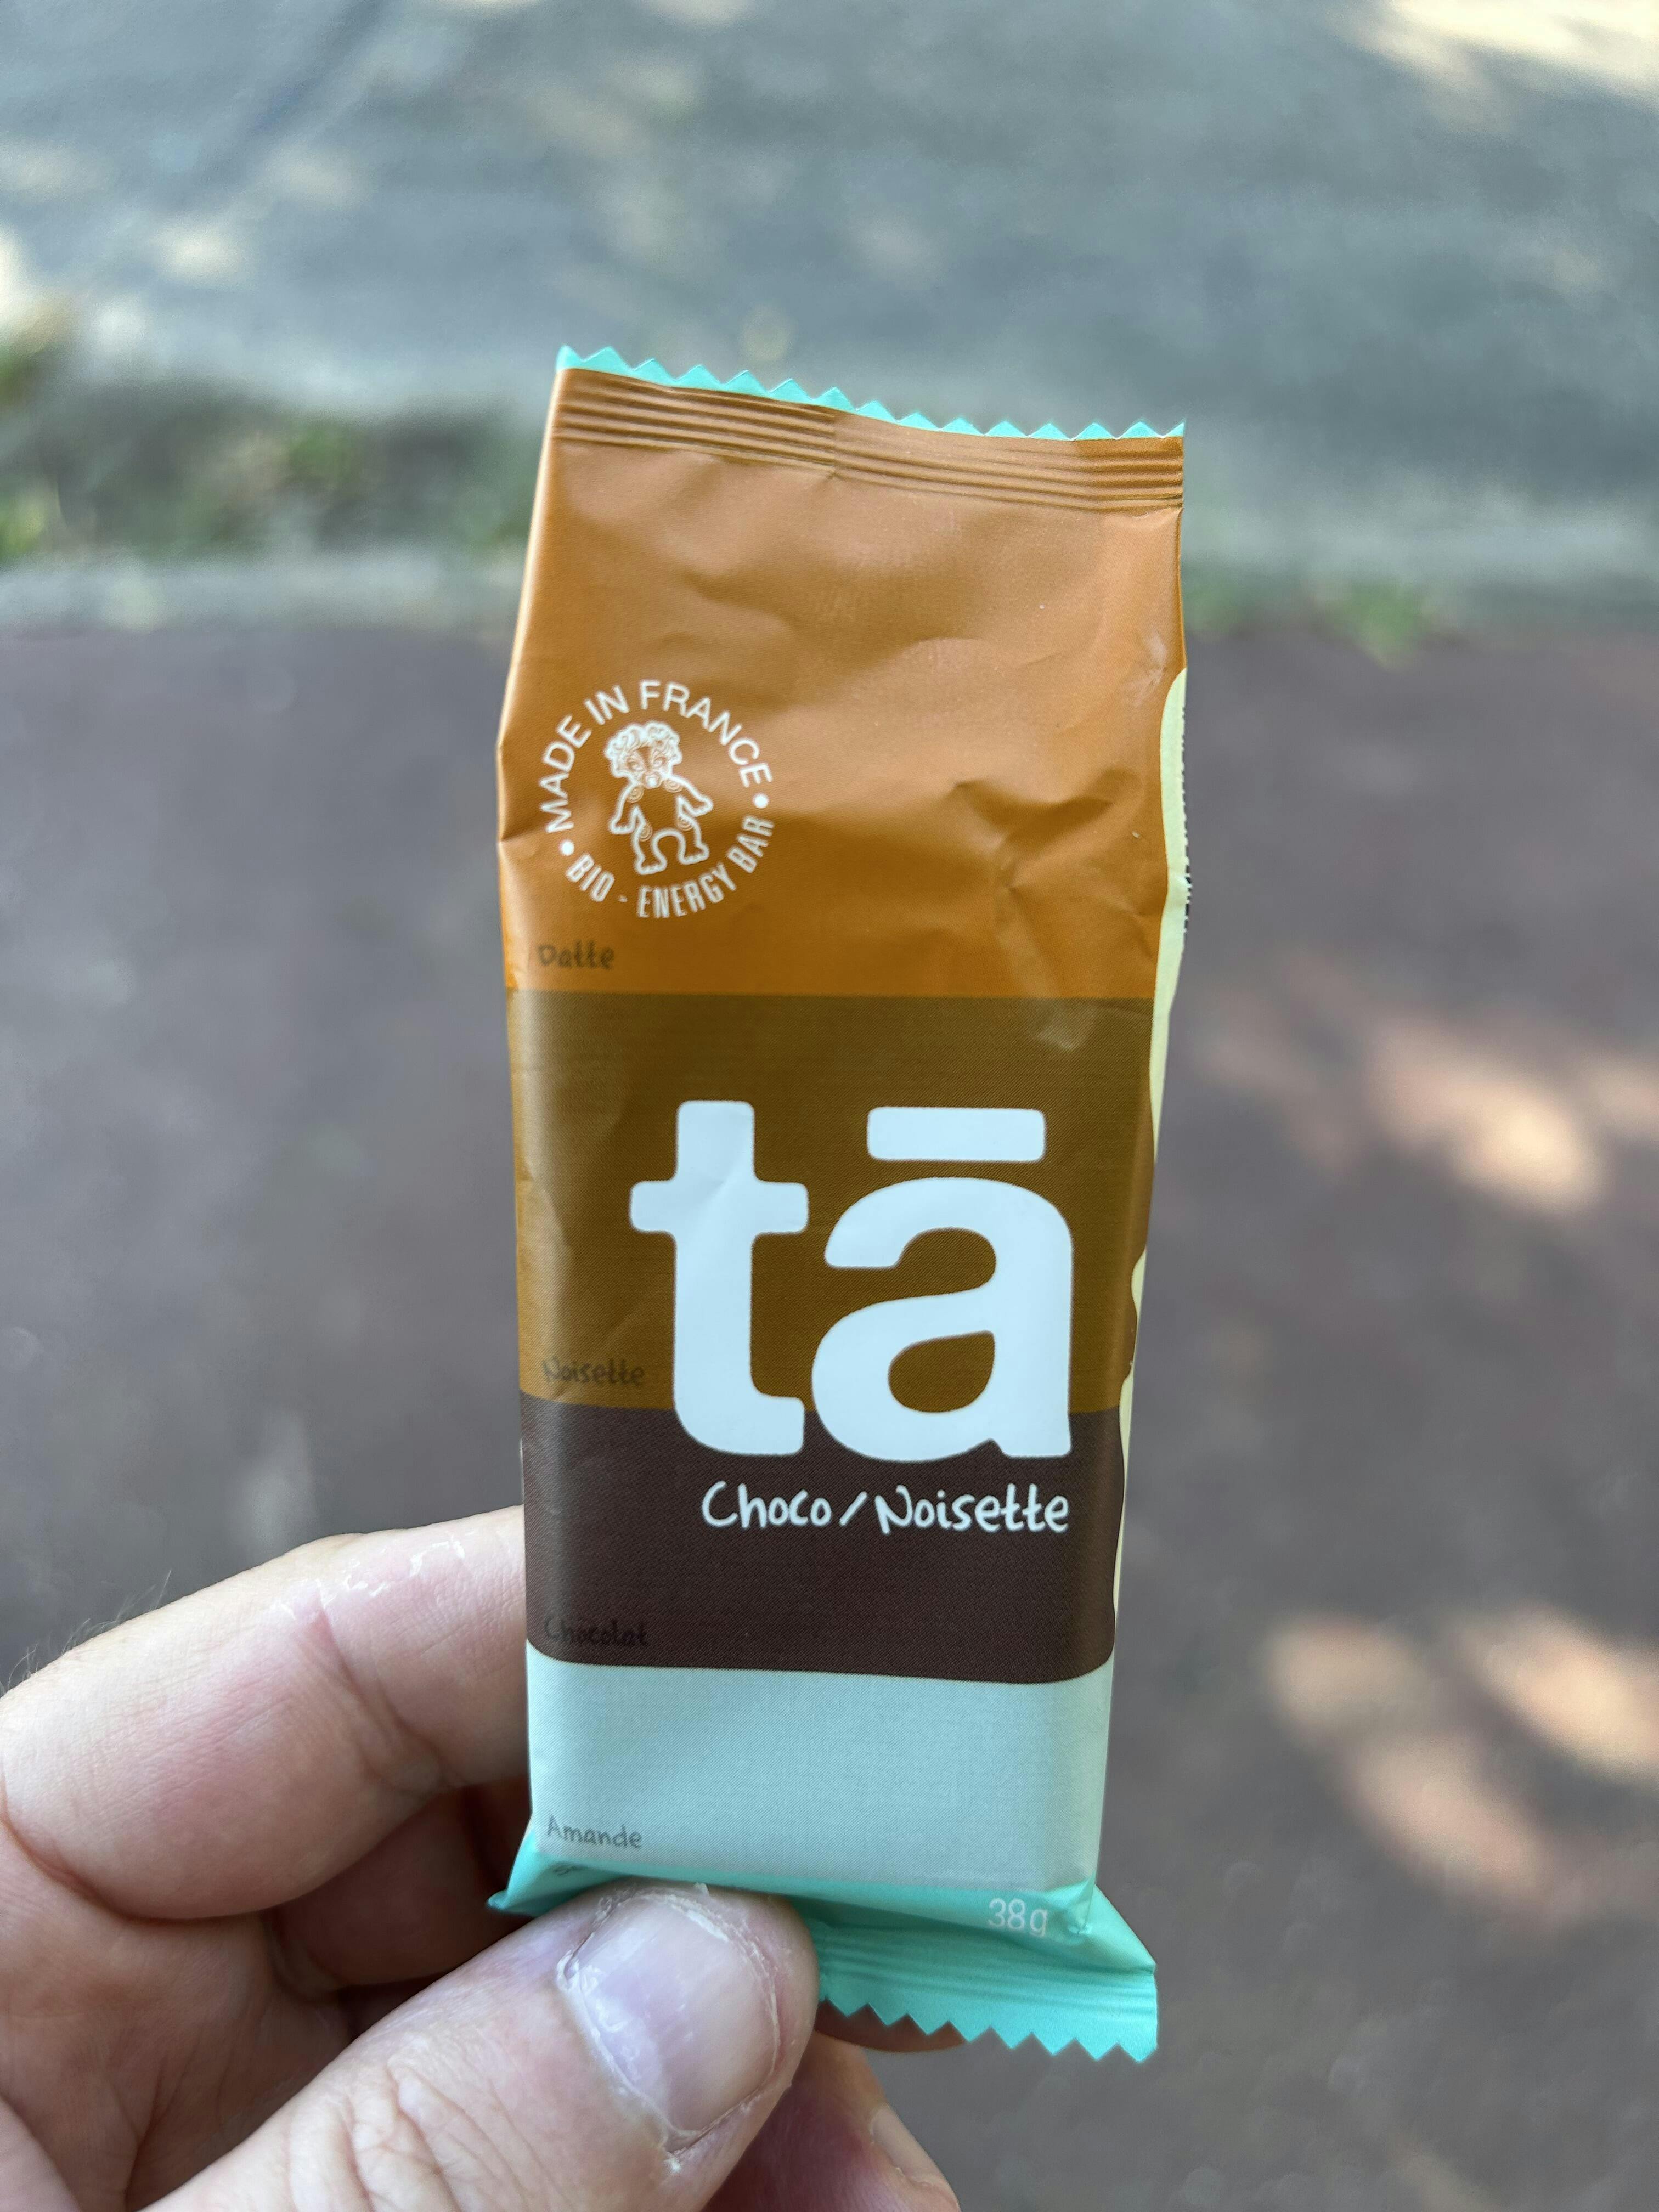 • MADE IN FRANCE •
BIO - ENERGY BAR
Datte
tā
Noisette
Choco/Noisette
Chocolat
Amande
38g